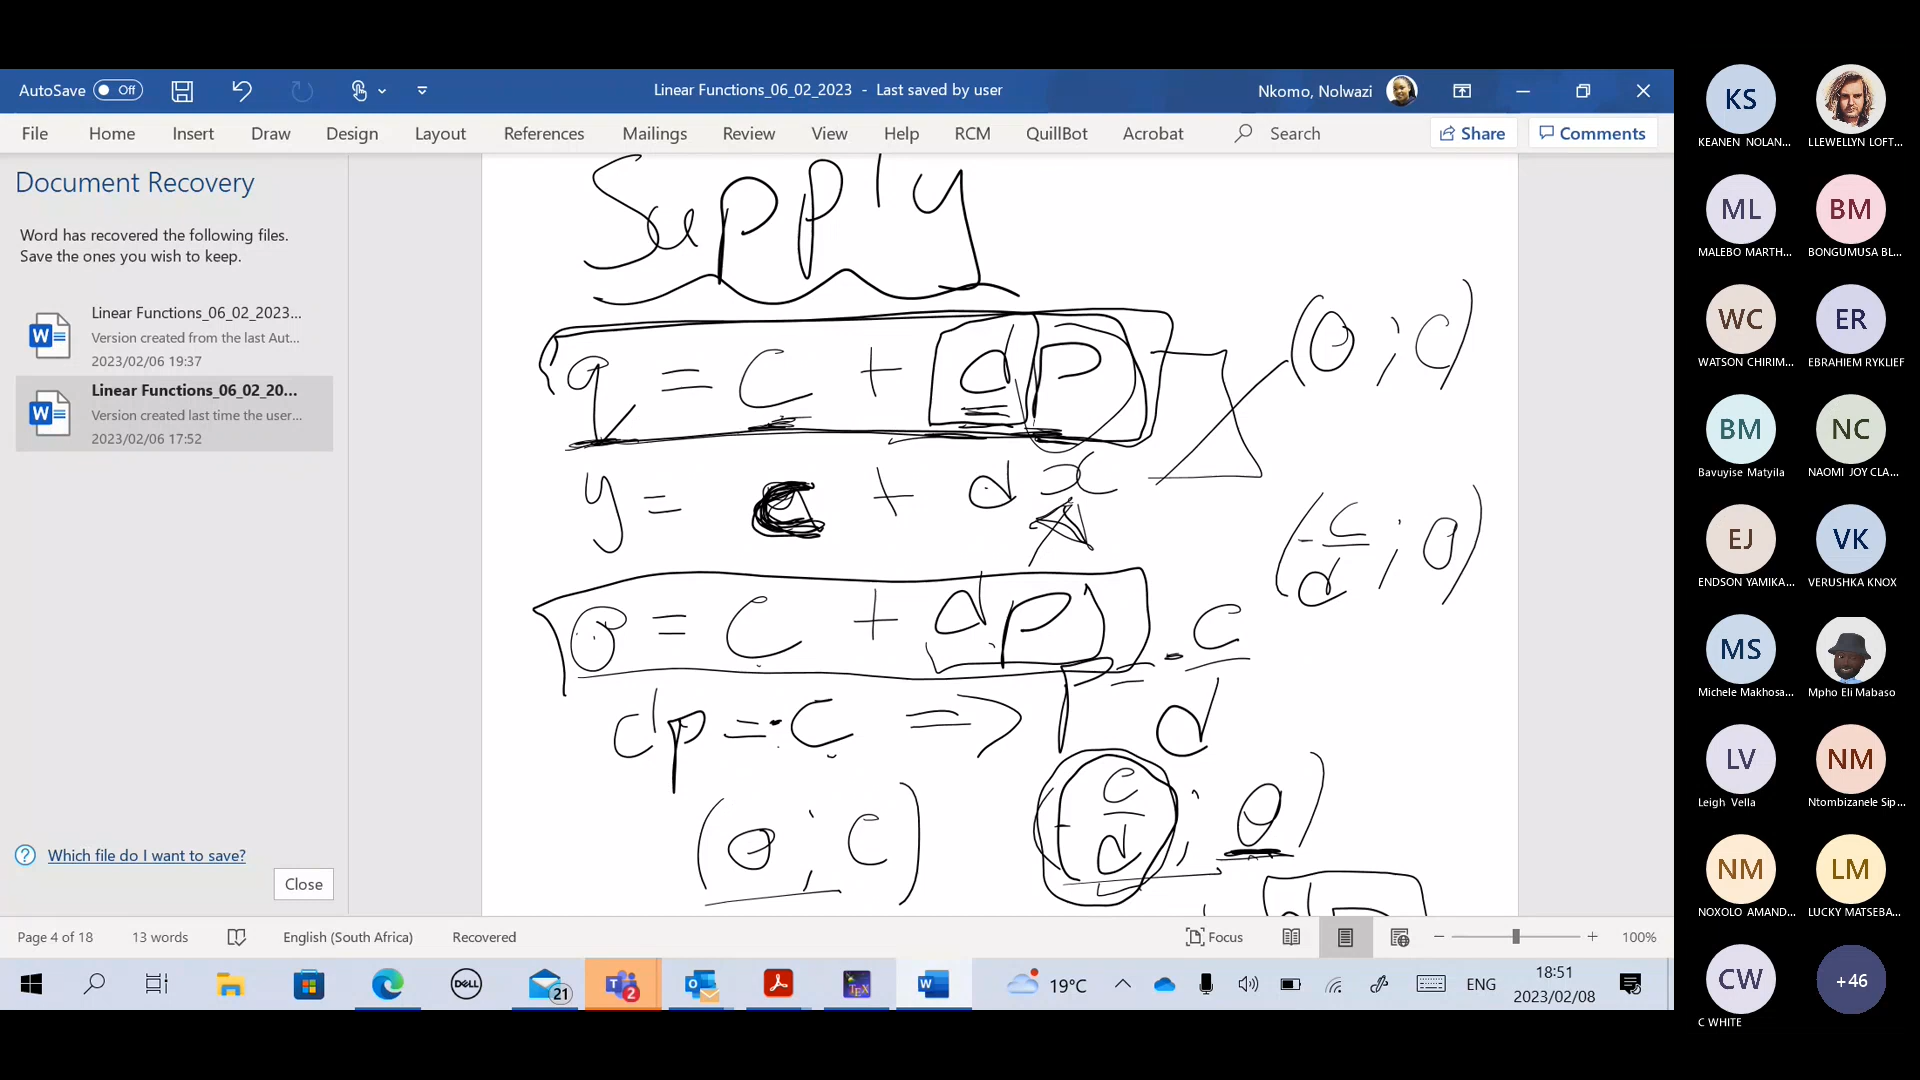 AutoSave Off Linear Functions_06_02_2023 - Last saved by user Nkomo, Nolwazi
File Home Insert Draw Design Layout References Mailings Review View Help RCM QuillBot Acrobat Search Share Comments
Document Recovery
Word has recovered the following files.
Save the ones you wish to keep.
Linear Functions_06_02_2023...
Version created from the last Aut...
2023/02/06 19:37
Linear Functions_06_02_20...
Version created last time the user...
2023/02/06 17:52
Which file do I want to save?
Close
Supply
q = c + dp
(0 ; c)
y = c + dx
(-c/d ; 0)
0 = c + dp
dp = -c => p = -c/d
(0 ; c) (-c/d ; 0)
Page 4 of 18 13 words English (South Africa) Recovered Focus 100%
DELL 21 2 TEX 19°C ENG 18:51
2023/02/08
KS
KEANEN NOLAN... LLEWELLYN LOFT...
ML BM
MALEBO MARTH... BONGUMUSA BL...
WC ER
WATSON CHIRIM... EBRAHIEM RYKLIEF
BM NC
Bavuyise Matyila NAOMI JOY CLA...
EJ VK
ENDSON YAMIKA... VERUSHKA KNOX
MS
Michele Makhosa... Mpho Eli Mabaso
LV NM
Leigh Vella Ntombizanele Sip...
NM LM
NOXOLO AMAND... LUCKY MATSEBA...
CW +46
C WHITE